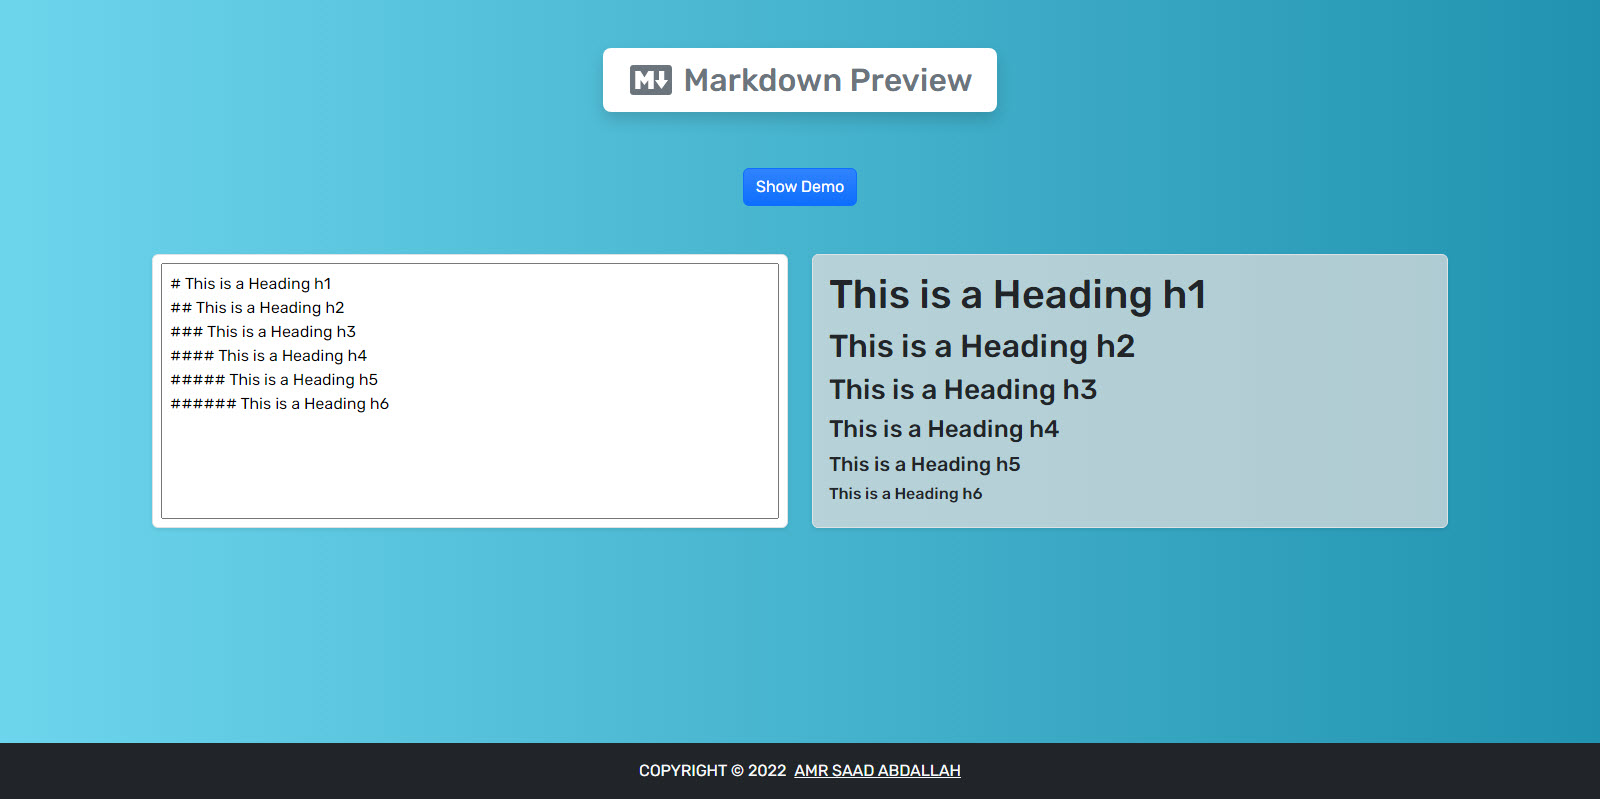 M Markdown Preview
Show Demo
# This is a Heading h1
## This is a Heading h2
### This is a Heading h3
#### This is a Heading h4
##### This is a Heading h5
###### This is a Heading h6
This is a Heading h1
This is a Heading h2
This is a Heading h3
This is a Heading h4
This is a Heading h5
This is a Heading h6
COPYRIGHT © 2022 AMR SAAD ABDALLAH